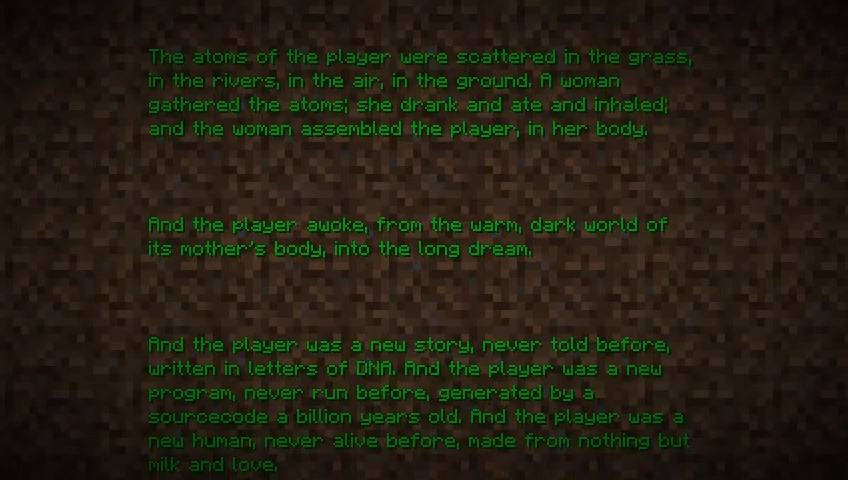 The atoms of the player were scattered in the grass,
in the rivers, in the air, in the ground. A woman
gathered the atoms; she drank and ate and inhaled;
and the woman assembled the player, in her body.
And the player awoke, from the warm, dark world of
its mother's body, into the long dream.
And the player was a new story, never told before,
written in letters of DNA. And the player was a new
program, never run before, generated by a
sourcecode a billion years old. And the player was a
new human, never alive before, made from nothing but
milk and love.